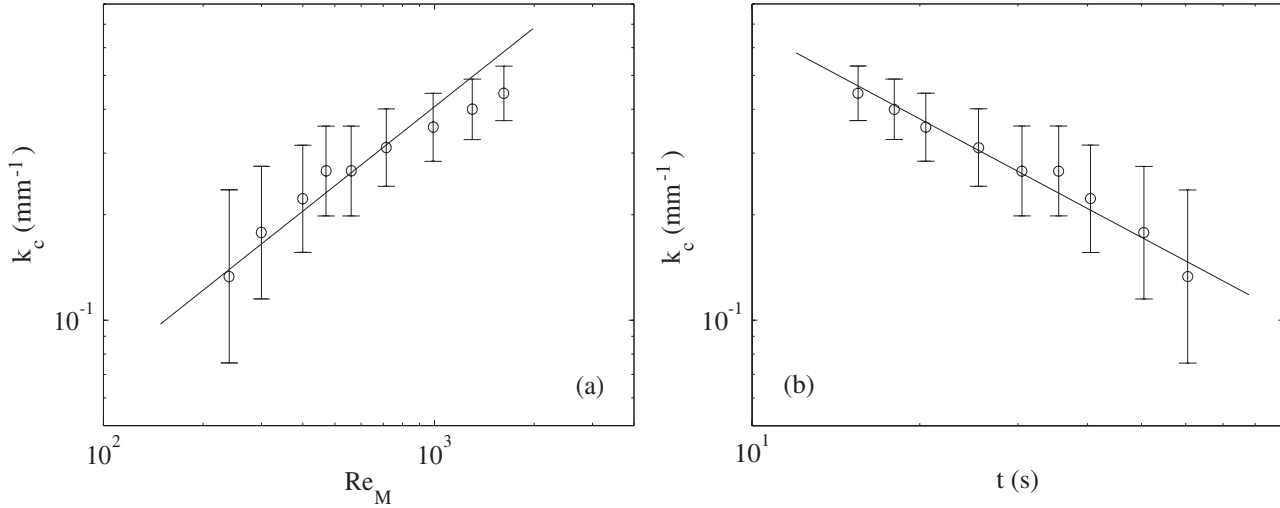 k_c (mm^-1)
10^-1
10^2
10^3
Re_M
(a)
k_c (mm^-1)
10^-1
10^1
t (s)
(b)